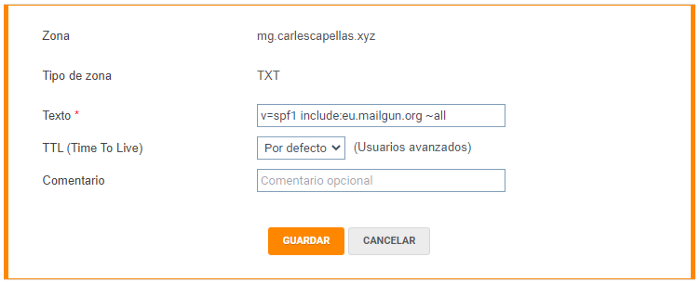 Zona mg.carlescapellas.xyz
Tipo de zona TXT
Texto * v=spf1 include:eu.mailgun.org ~all
TTL (Time To Live) Por defecto (Usuarios avanzados)
Comentario Comentario opcional
GUARDAR CANCELAR